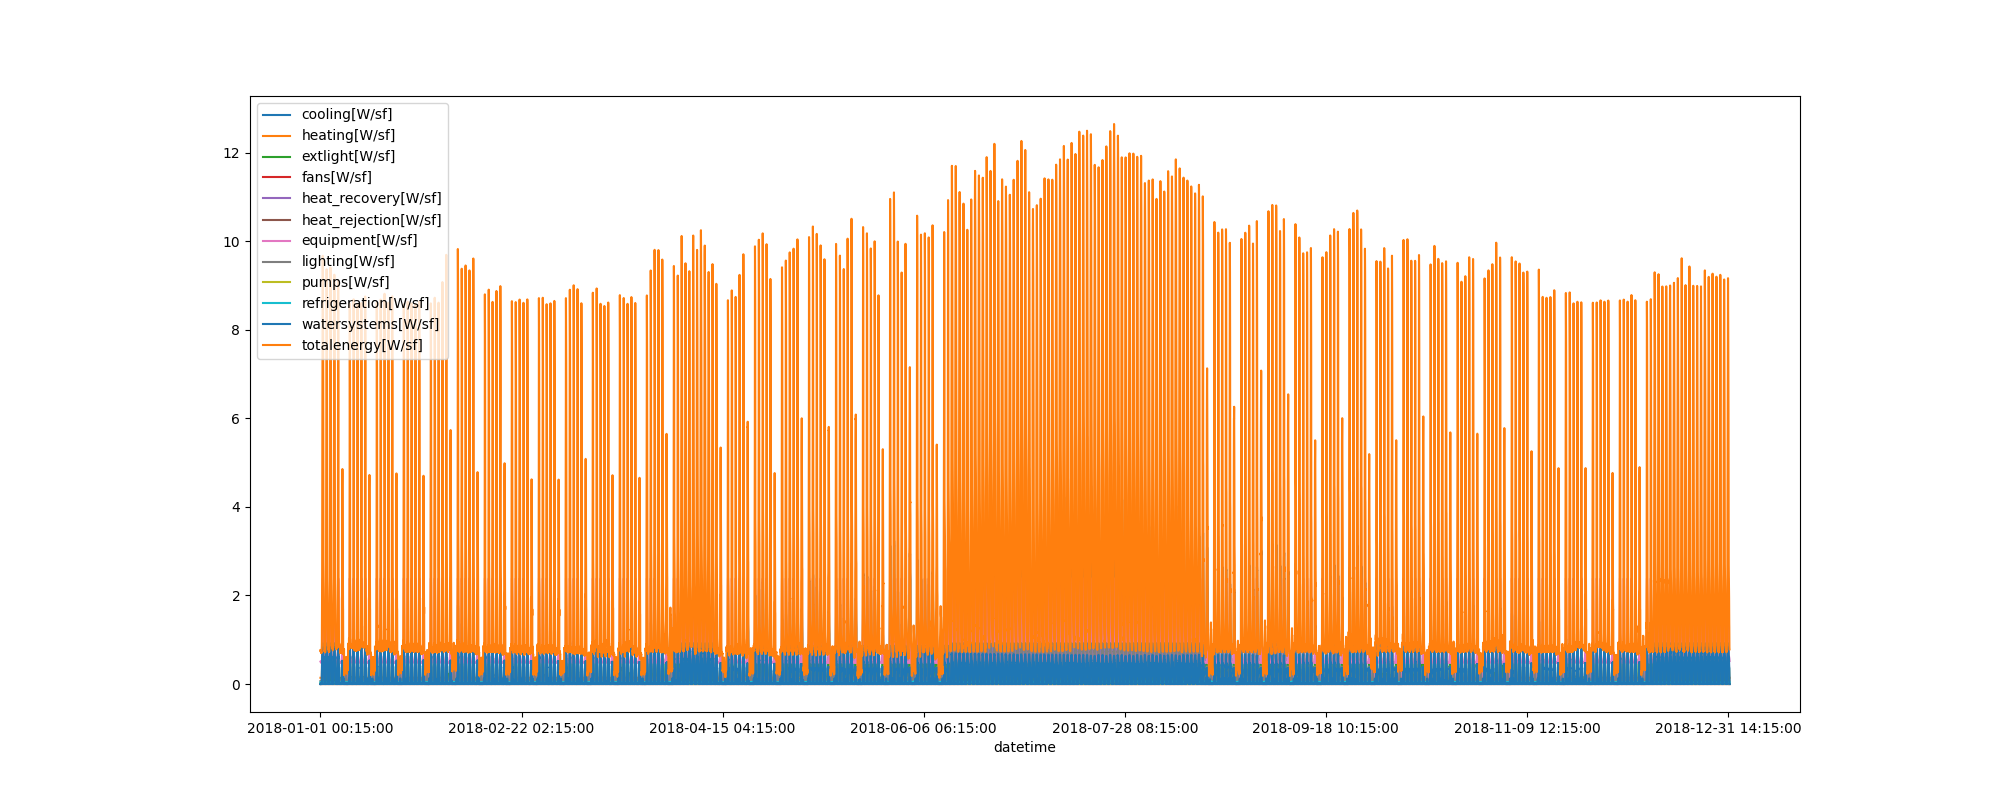 cooling[W/sf]
heating[W/sf]
extlight[W/sf]
fans[W/sf]
heat_recovery[W/sf]
heat_rejection[W/sf]
equipment[W/sf]
lighting[W/sf]
pumps[W/sf]
refrigeration[W/sf]
watersystems[W/sf]
totalenergy[W/sf]
12
10
8
6
4
2
0
2018-01-01 00:15:00 2018-02-22 02:15:00 2018-04-15 04:15:00 2018-06-06 06:15:00 2018-07-28 08:15:00 2018-09-18 10:15:00 2018-11-09 12:15:00 2018-12-31 14:15:00
datetime